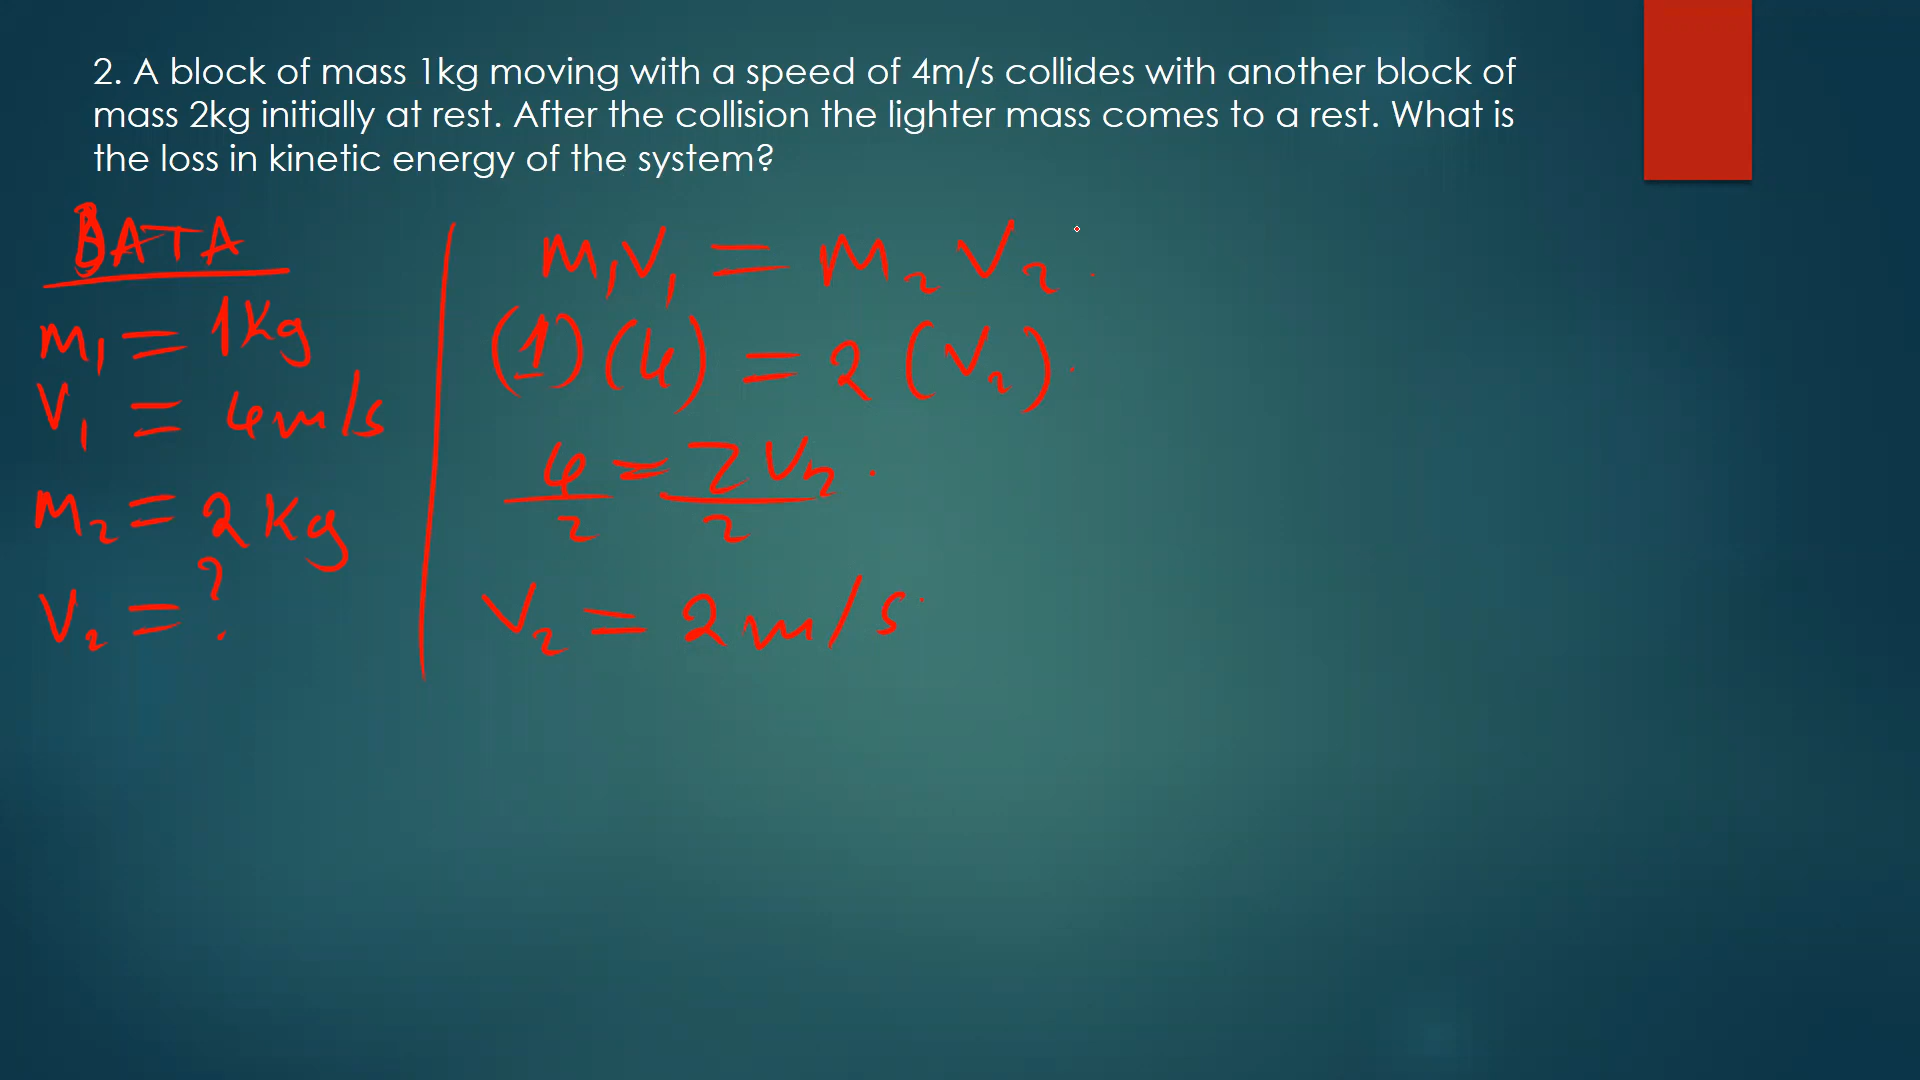 2. A block of mass 1kg moving with a speed of 4m/s collides with another block of
mass 2kg initially at rest. After the collision the lighter mass comes to a rest. What is
the loss in kinetic energy of the system?
DATA
M₁ = 1Kg
V₁ = 4m/s
M₂ = 2Kg
V₂ = ?
M₁V₁ = M₂V₂.
(1)(4) = 2(V₂).
4/2 = 2V₂/2.
V₂ = 2m/s.